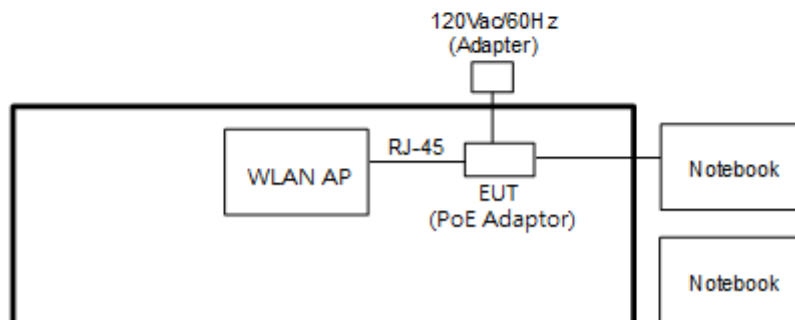 120Vac/60Hz
(Adapter)
WLAN AP
RJ-45
EUT
(PoE Adaptor)
Notebook
Notebook